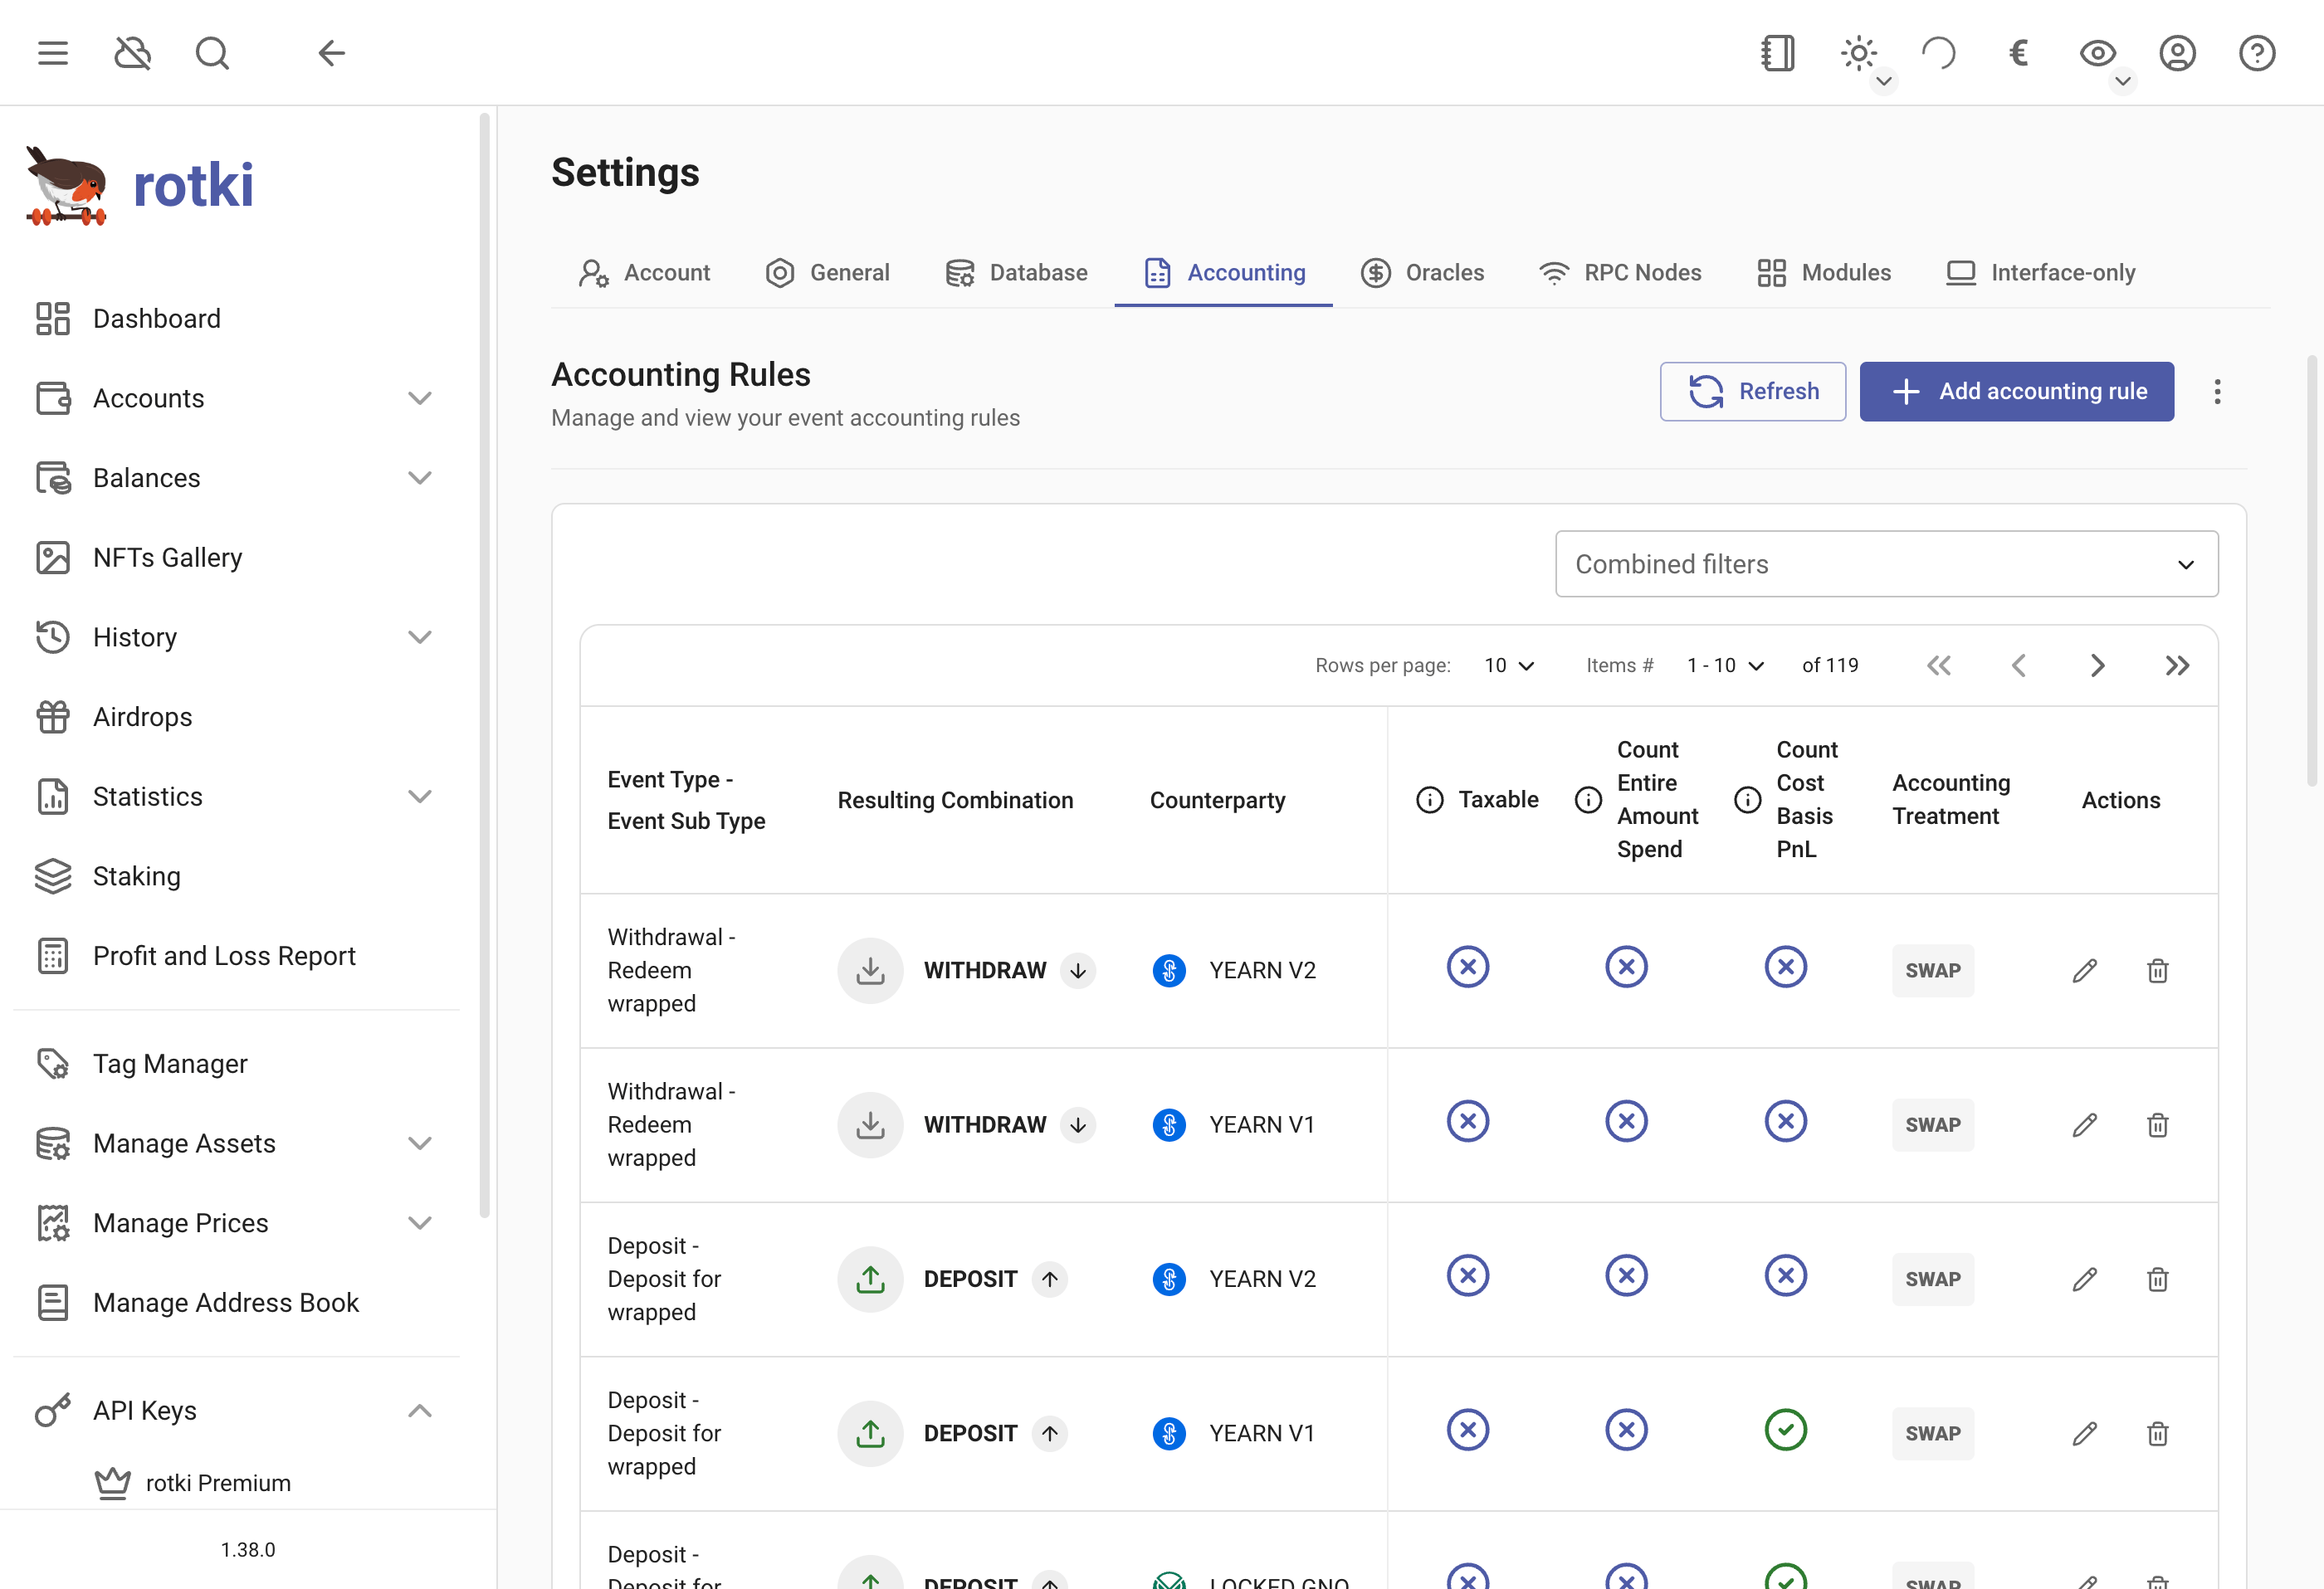 €
rotki
Dashboard
Accounts
Balances
NFTs Gallery
History
Airdrops
Statistics
Staking
Profit and Loss Report
Tag Manager
Manage Assets
Manage Prices
Manage Address Book
API Keys
rotki Premium
1.38.0
Settings
Account
General
Database
Accounting
Oracles
RPC Nodes
Modules
Interface-only
Accounting Rules
Manage and view your event accounting rules
Refresh
Add accounting rule
Combined filters
Rows per page: 10 Items # 1 - 10 of 119
Event Type -
Event Sub Type
Resulting Combination
Counterparty
Taxable
Count
Entire
Amount
Spend
Count
Cost
Basis
PnL
Accounting
Treatment
Actions
Withdrawal -
Redeem
wrapped
WITHDRAW
YEARN V2
SWAP
Withdrawal -
Redeem
wrapped
WITHDRAW
YEARN V1
SWAP
Deposit -
Deposit for
wrapped
DEPOSIT
YEARN V2
SWAP
Deposit -
Deposit for
wrapped
DEPOSIT
YEARN V1
SWAP
Deposit -
Deposit for
DEPOSIT
LOCKED GNO
SWAP